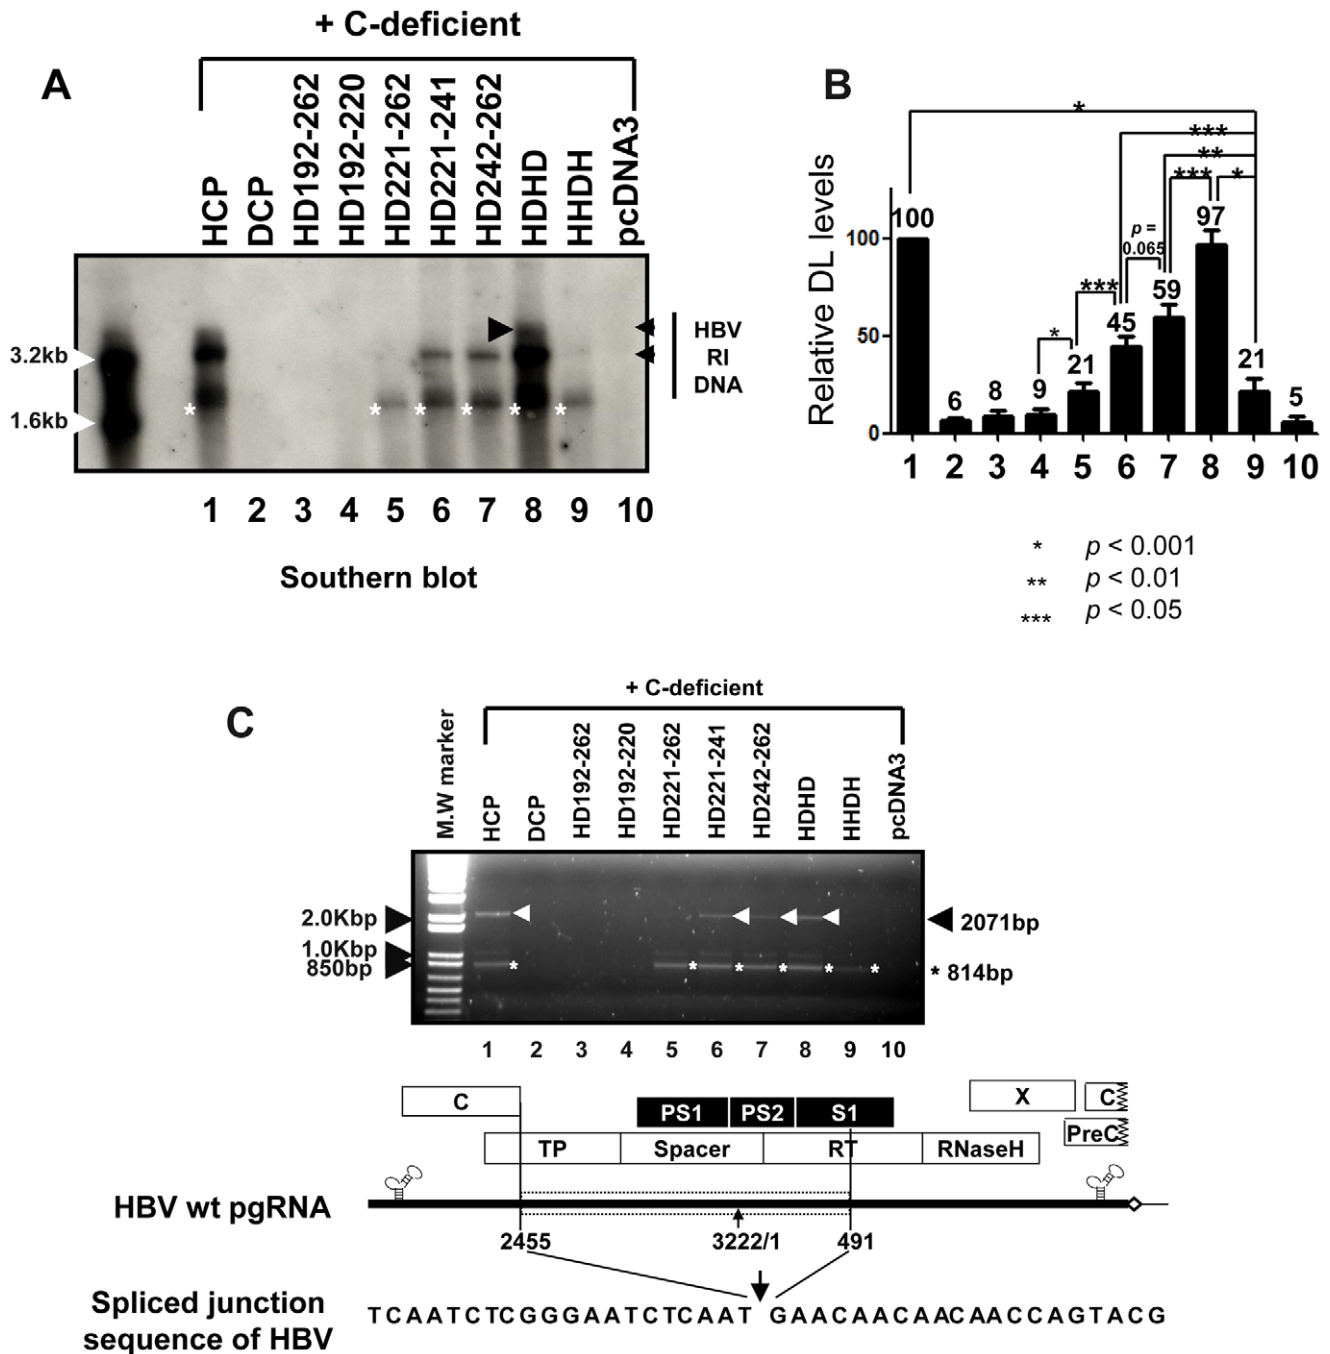 + C-deficient
A
HCP
DCP
HD192-262
HD192-220
HD221-262
HD221-241
HD242-262
HDHD
HHDH
pcDNA3
3.2kb
1.6kb
*
*
*
*
*
*
HBV
RI
DNA
1 2 3 4 5 6 7 8 9 10
Southern blot
B
Relative DL levels
100
50
0
*
***
**
*** *
p =
0.065
***
*
100
6
8
9
21
45
59
97
21
5
1 2 3 4 5 6 7 8 9 10
* p < 0.001
** p < 0.01
*** p < 0.05
C
+ C-deficient
M.W marker
HCP
DCP
HD192-262
HD192-220
HD221-262
HD221-241
HD242-262
HDHD
HHDH
pcDNA3
2.0Kbp
1.0Kbp
850bp
* * * * * *
2071bp
* 814bp
1 2 3 4 5 6 7 8 9 10
C
PS1 PS2 S1
X
C
PreC
TP Spacer RT RNaseH
HBV wt pgRNA
2455 3222/1 491
Spliced junction
sequence of HBV
TCAATCTCGGGAATCTCAAT GAACAACAACAACCAGTACG